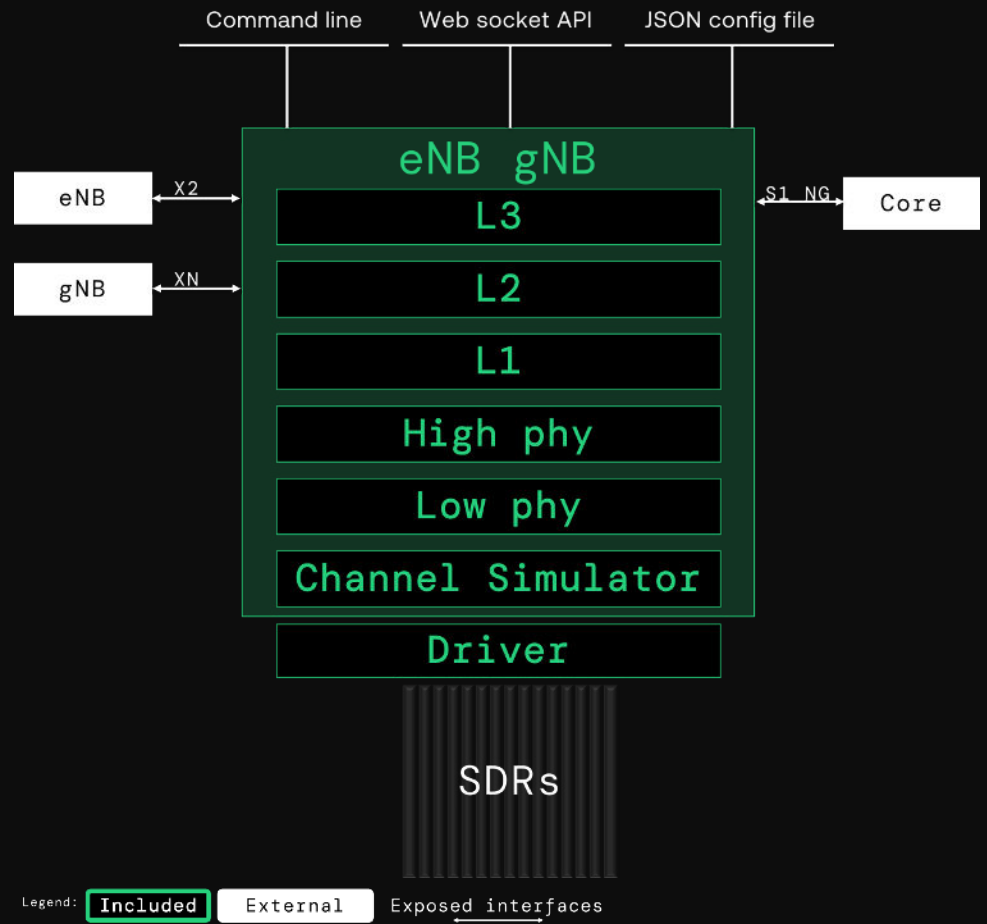 Command line
Web socket API
JSON config file
eNB gNB
eNB
X2
S1 NG
Core
L3
gNB
XN
L2
L1
High phy
Low phy
Channel Simulator
Driver
SDRs
Legend:
Included
External
Exposed interfaces